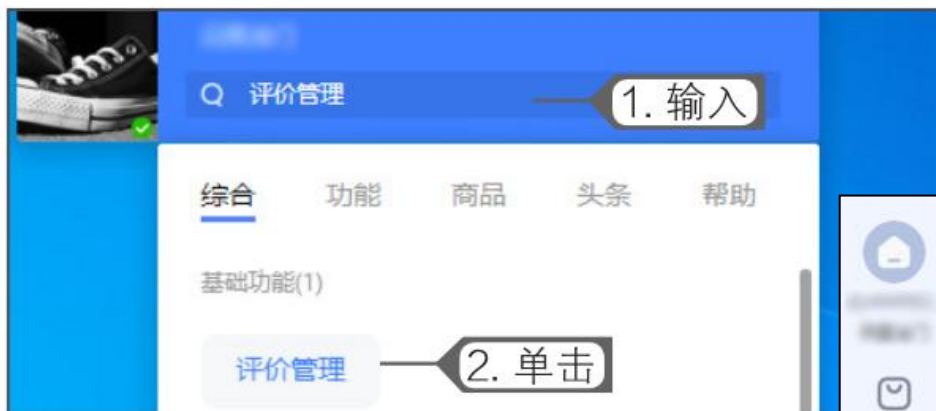 评价管理
1. 输入
综合 功能 商品 头条 帮助
基础功能(1)
评价管理
2. 单击